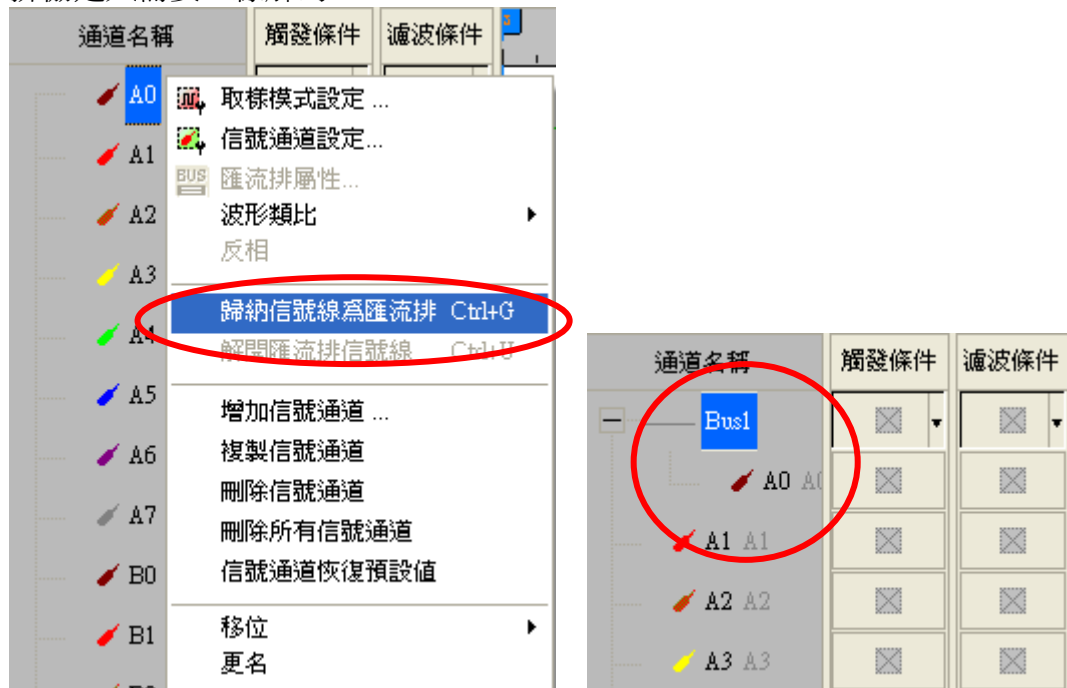 通道名稱 觸發條件 濾波條件
A0
A1
A2
A3
A4
A5
A6
A7
B0
B1
取樣模式設定 ...
信號通道設定...
BUS 匯流排屬性...
波形類比
反相
歸納信號線爲匯流排 Ctrl+G
解開匯流排信號線 Ctrl+U
增加信號通道 ...
複製信號通道
刪除信號通道
刪除所有信號通道
信號通道恢復預設値
移位
更名
通道名稱 觸發條件 濾波條件
Bus1
A0
A1 A1
A2 A2
A3 A3